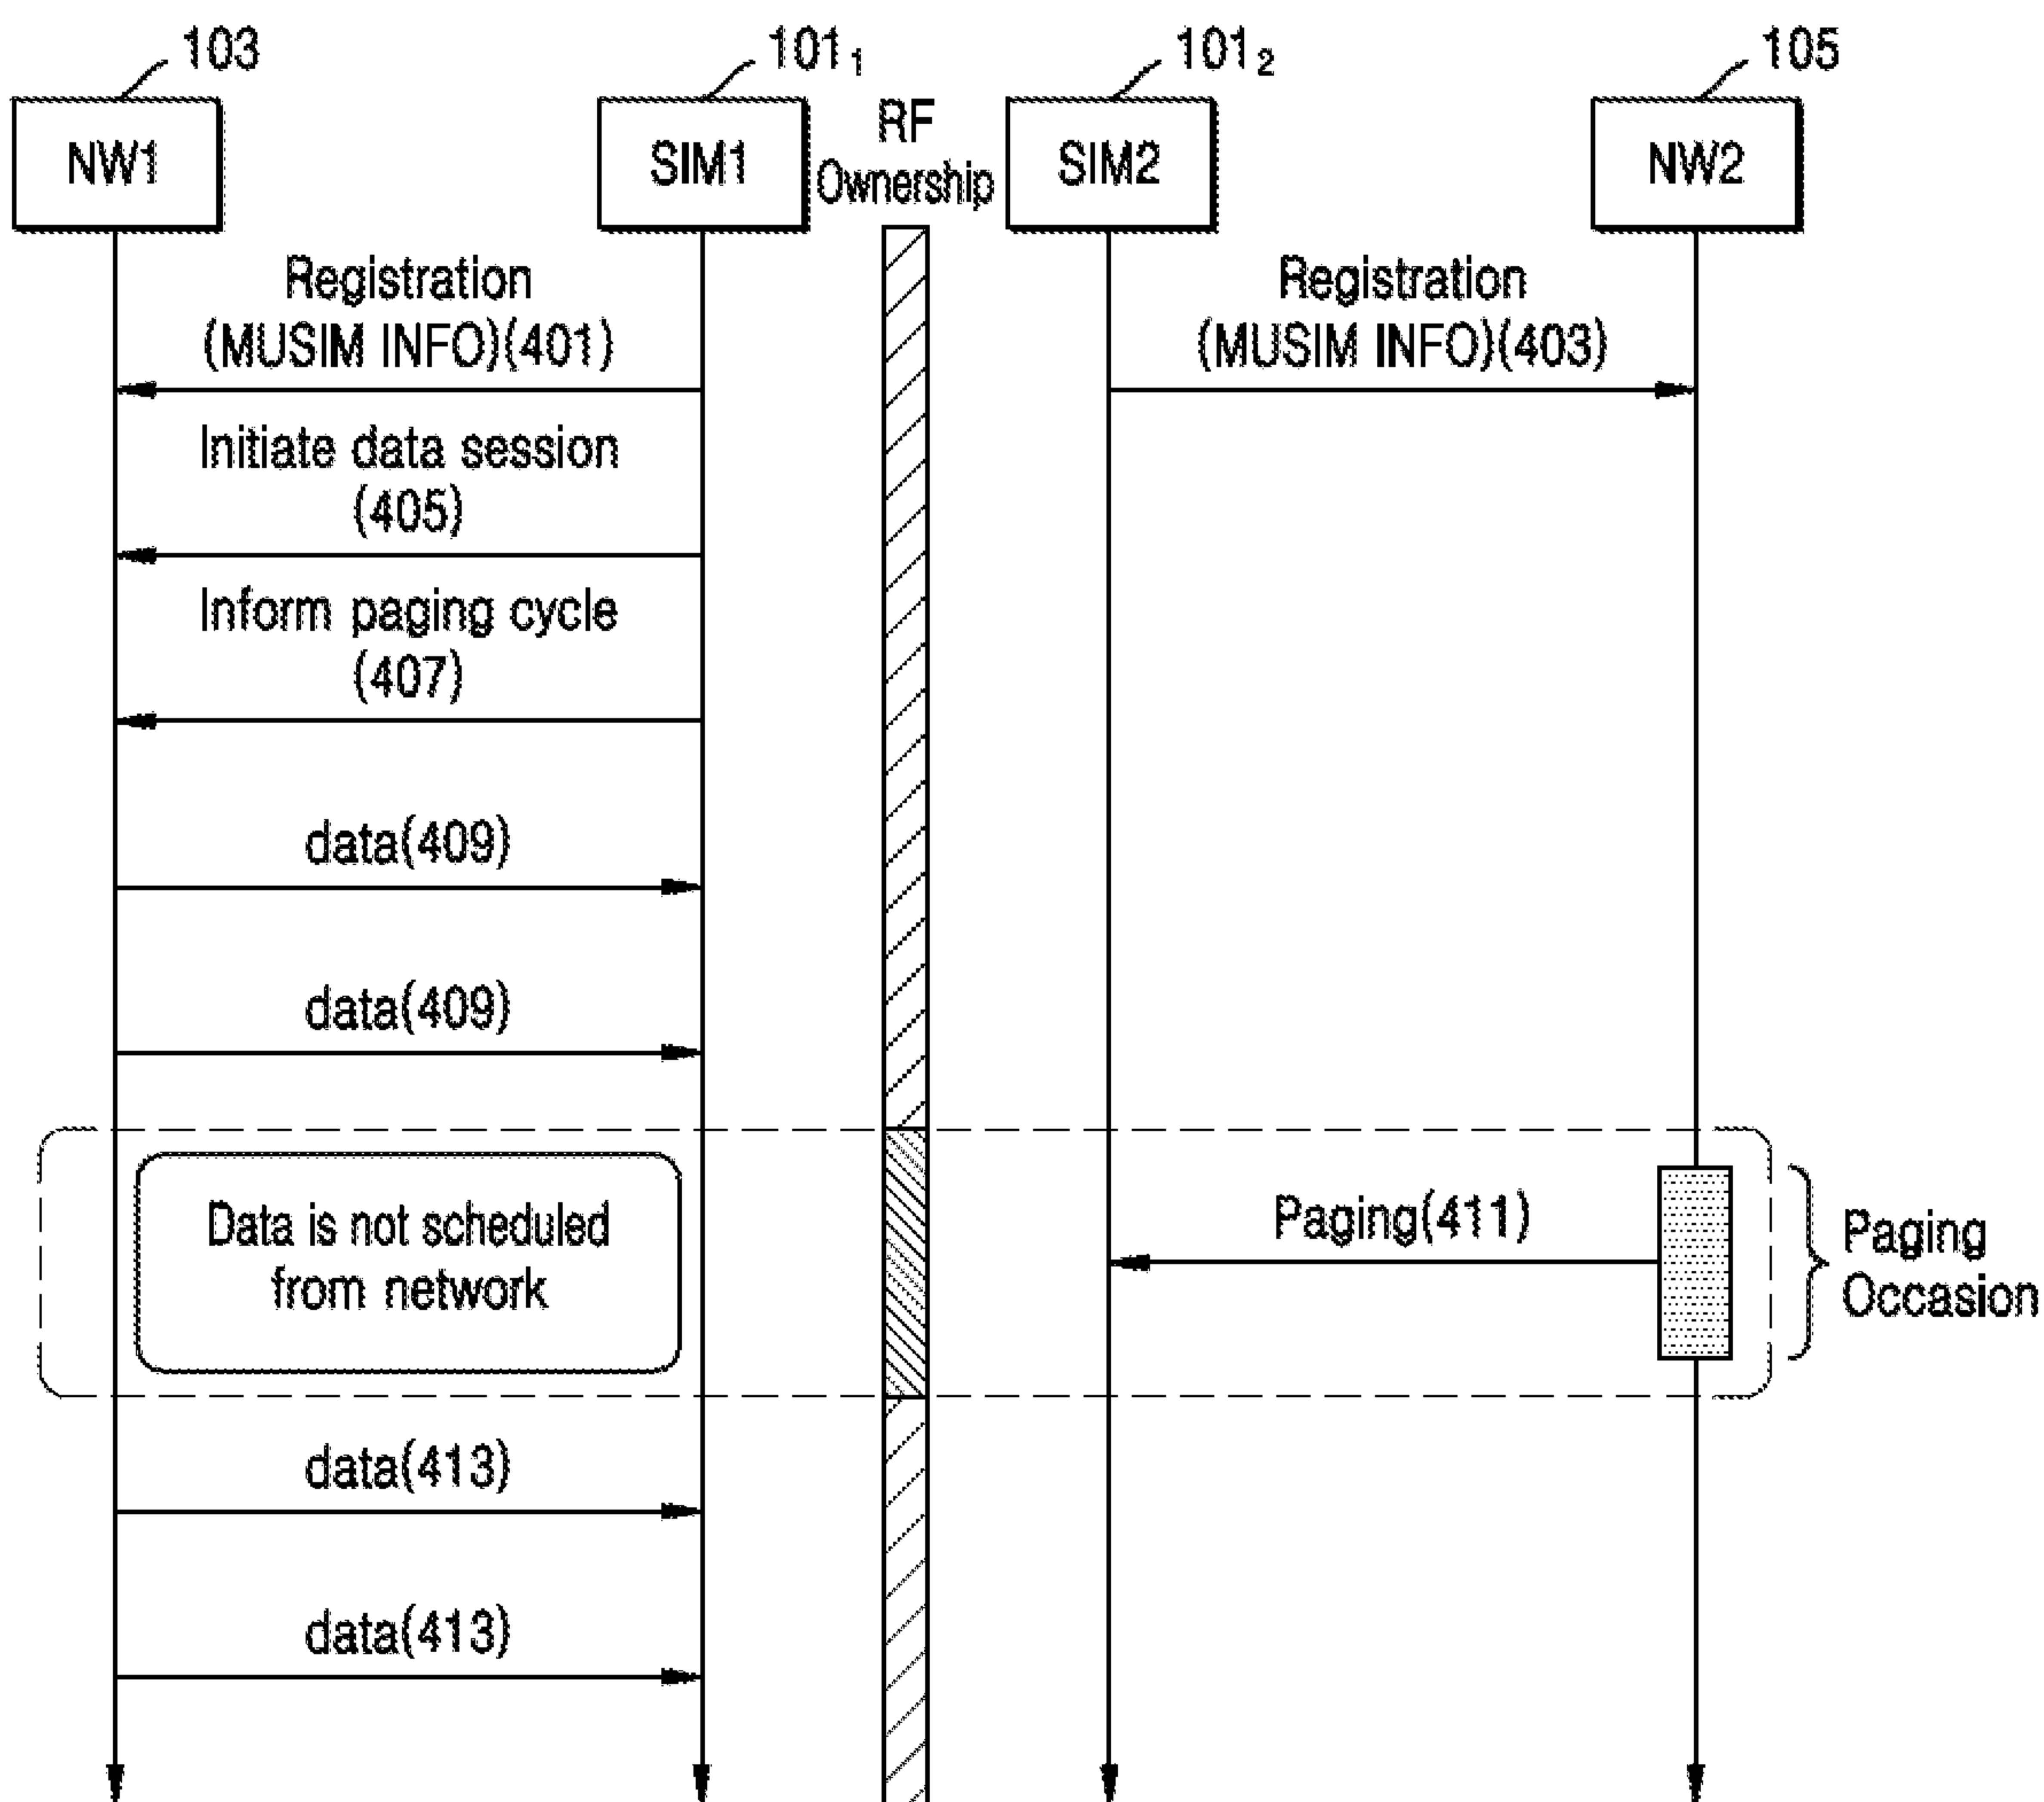 103
101₁
101₂
105
NW1
SIM1
RF
Ownership
SIM2
NW2
Registration
(MUSIM INFO)(401)
Registration
(MUSIM INFO)(403)
Initiate data session
(405)
Inform paging cycle
(407)
data(409)
data(409)
Data is not scheduled
from network
Paging(411)
Paging
Occasion
data(413)
data(413)